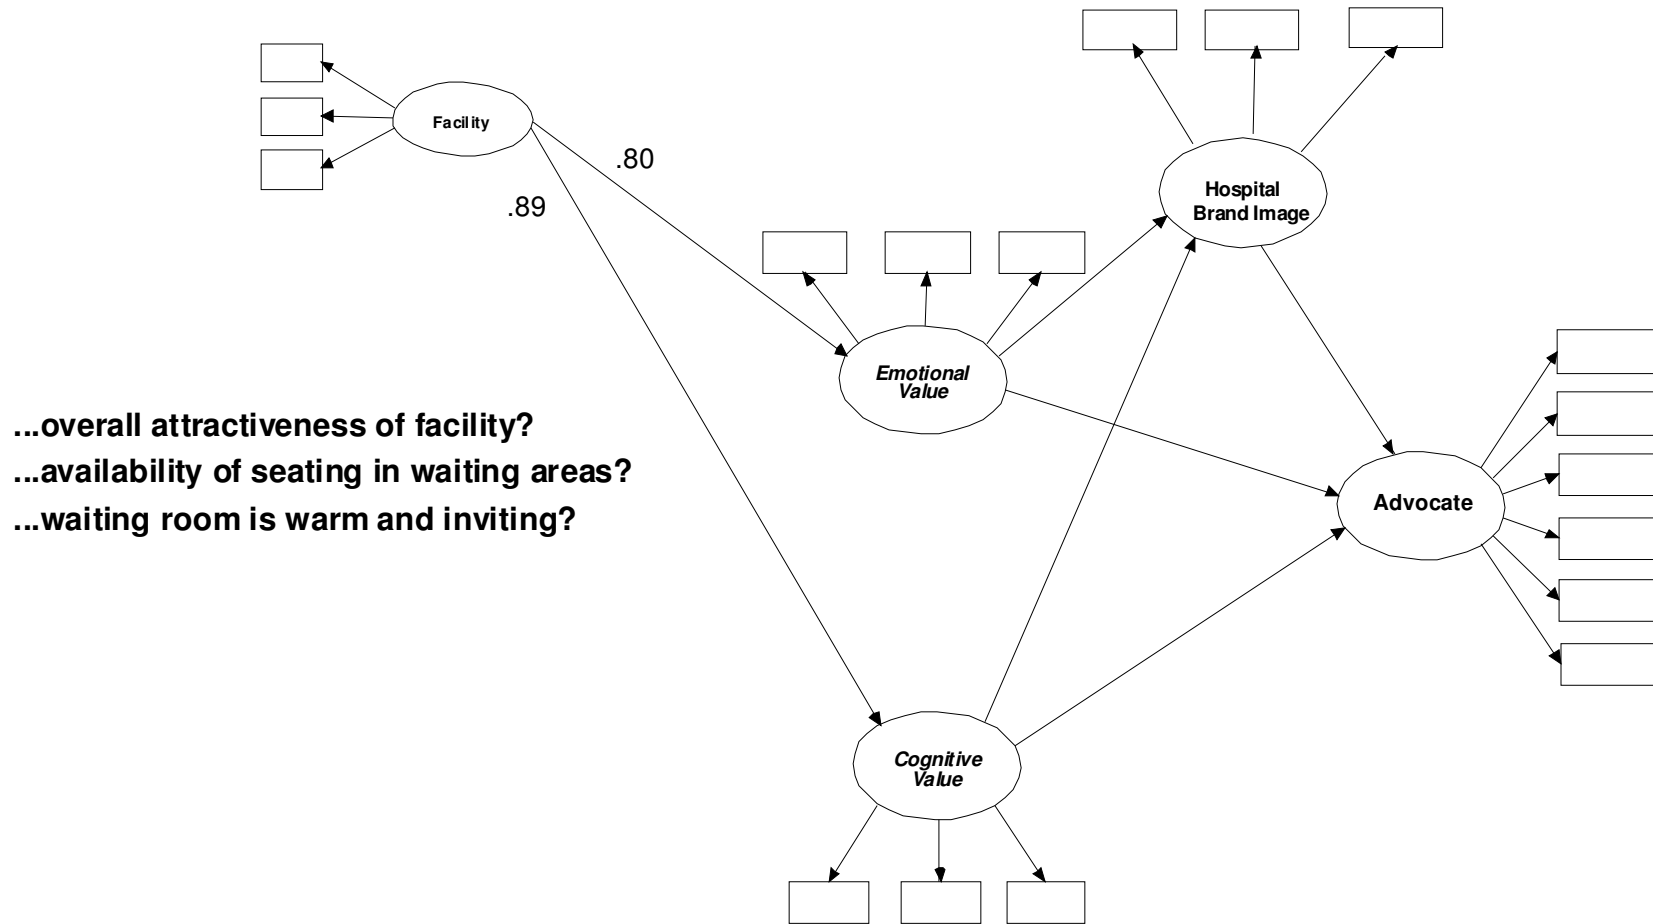 Facility
.80
.89
Hospital
Brand Image
Emotional
Value
...overall attractiveness of facility?
...availability of seating in waiting areas?
...waiting room is warm and inviting?
Advocate
Cognitive
Value